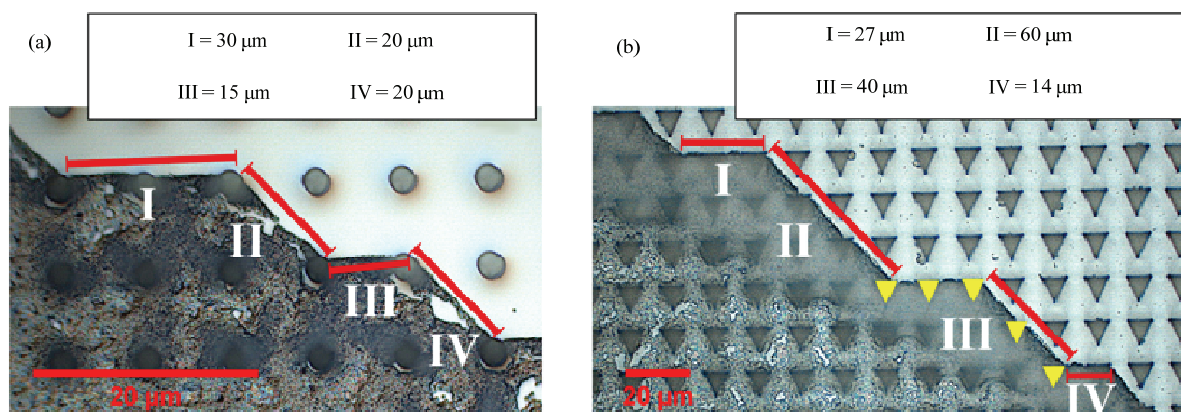 (a)
I = 30 µm II = 20 µm
III = 15 µm IV = 20 µm
I
II
III
IV
20 µm
(b)
I = 27 µm II = 60 µm
III = 40 µm IV = 14 µm
I
II
III
IV
20 µm